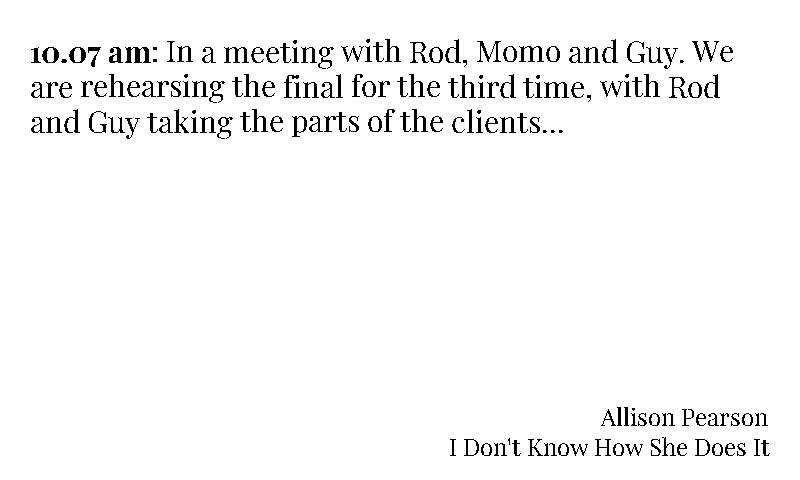 10.07 am: In a meeting with Rod, Momo and Guy. We
are rehearsing the final for the third time, with Rod
and Guy taking the parts of the clients...
Allison Pearson
I Don't Know How She Does It